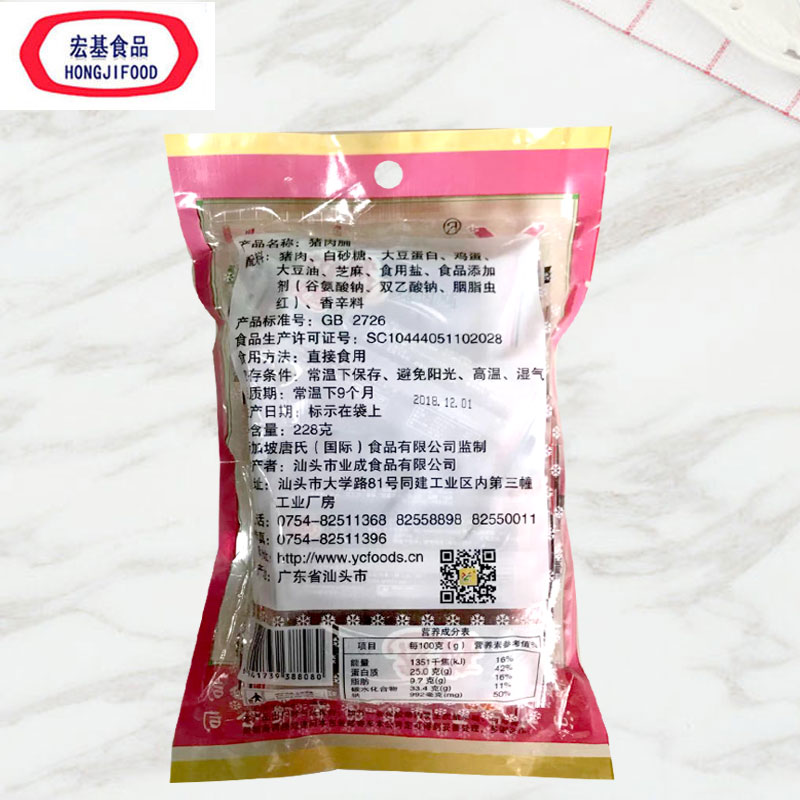 宏基食品
HONGJIFOOD
产品名称：猪肉脯
配料：猪肉、白砂糖、大豆蛋白、鸡蛋、
大豆油、芝麻、食用盐、食品添加
剂（谷氨酸钠、双乙酸钠、胭脂虫
红）、香辛料
产品标准号：GB 2726
食品生产许可证号：SC10444051102028
食用方法：直接食用
存条件：常温下保存、避免阳光、高温、湿气
质期：常温下9个月
2018.12.01
产日期：标示在袋上
含量：228克
加坡唐氏（国际）食品有限公司监制
产者：汕头市业成食品有限公司
址：汕头市大学路81号同建工业区内第三幢
工业厂房
话：0754-82511368 82558898 82550011
真：0754-82511396
http://www.ycfoods.cn
产：广东省汕头市
营养成分表
项目 每100克(g) 营养素参考值%
能量 1351千焦(kJ) 16%
蛋白质 25.0克(g) 42%
脂肪 9.7克(g) 16%
碳水化合物 33.4克(g) 11%
钠 992毫克(mg) 50%
41739388080